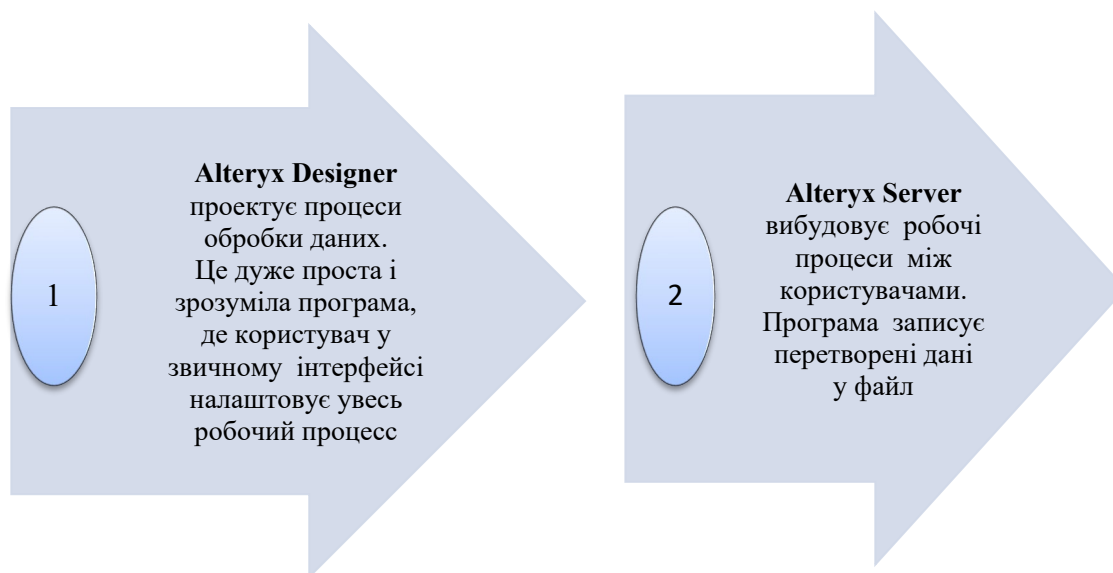 1
Alteryx Designer
проектує процеси
обробки даних.
Це дуже проста і
зрозуміла програма,
де користувач у
звичному інтерфейсі
налаштовує увесь
робочий процесс
2
Alteryx Server
вибудовує робочі
процеси між
користувачами.
Програма записує
перетворені дані
у файл